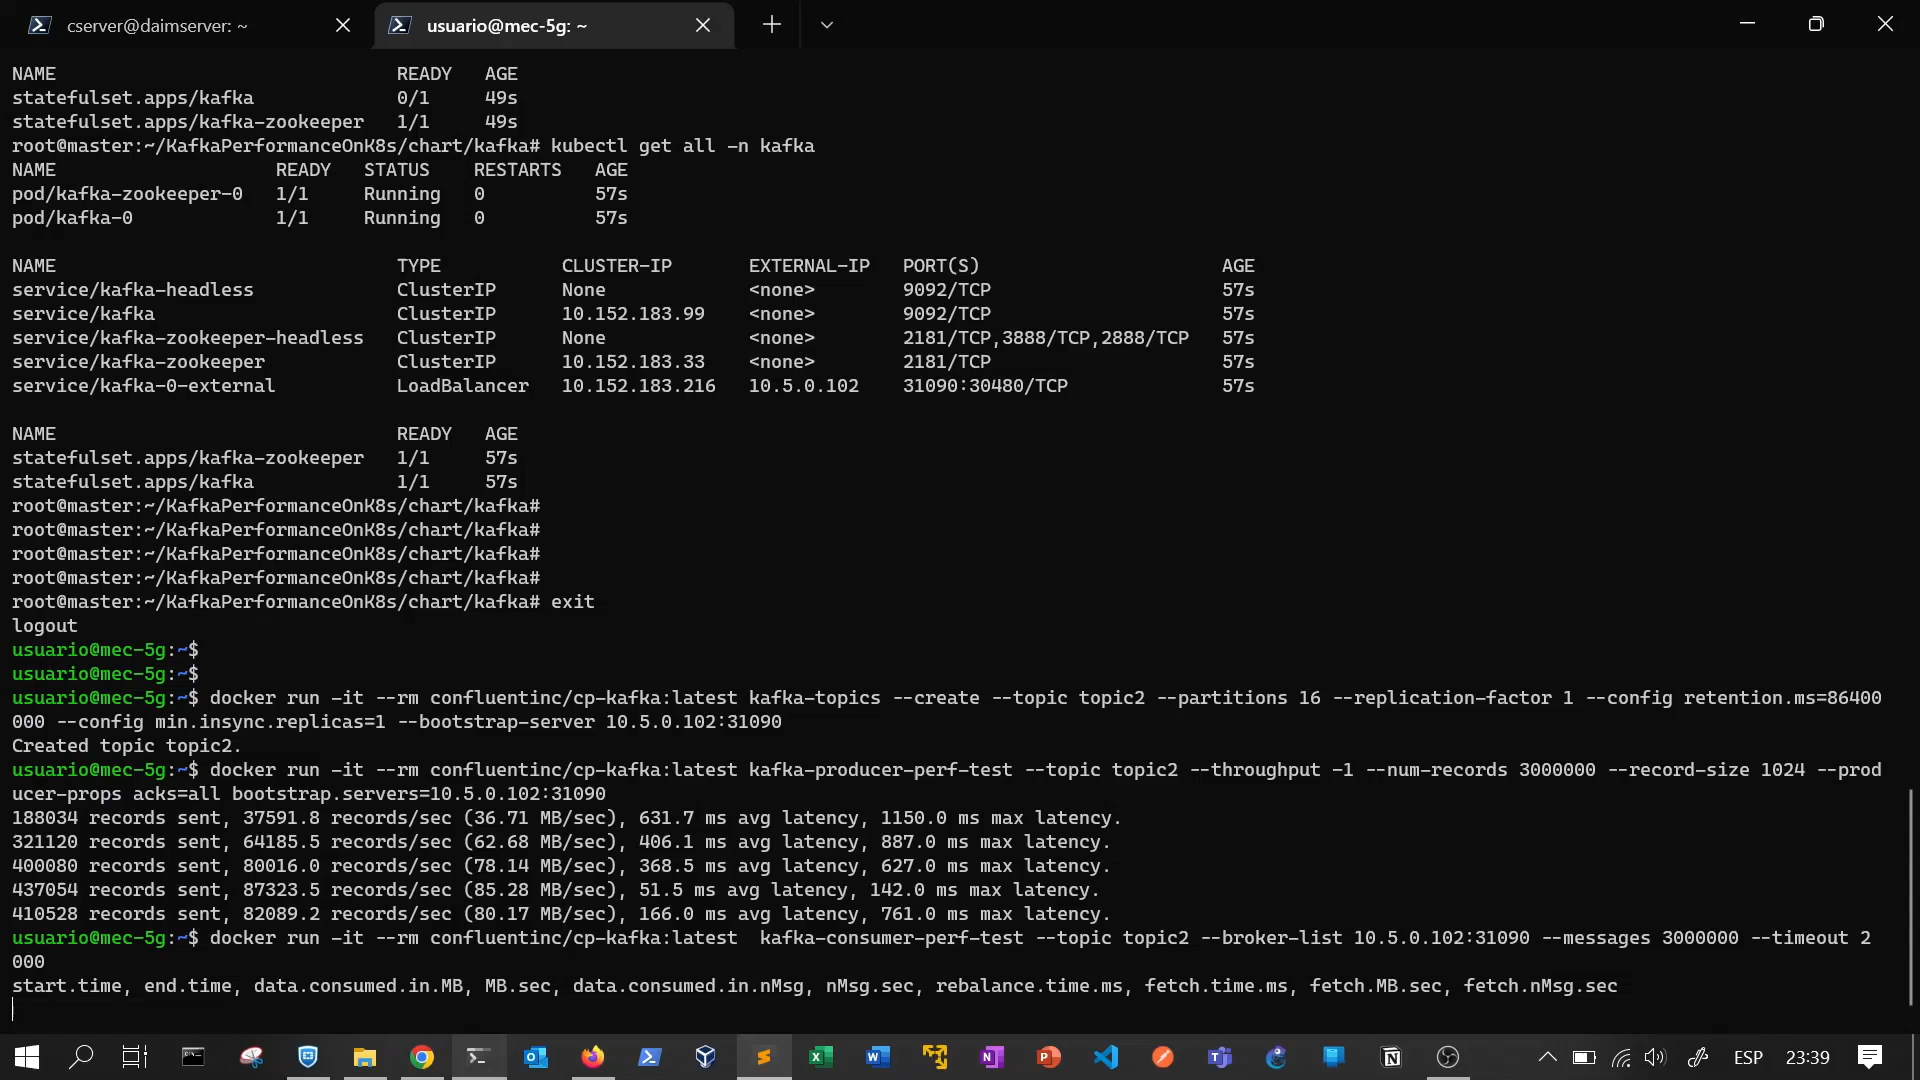 cserver@daimserver: ~
usuario@mec-5g: ~
NAME READY AGE
statefulset.apps/kafka 0/1 49s
statefulset.apps/kafka-zookeeper 1/1 49s
root@master:~/KafkaPerformanceOnK8s/chart/kafka# kubectl get all -n kafka
NAME READY STATUS RESTARTS AGE
pod/kafka-zookeeper-0 1/1 Running 0 57s
pod/kafka-0 1/1 Running 0 57s
NAME TYPE CLUSTER-IP EXTERNAL-IP PORT(S) AGE
service/kafka-headless ClusterIP None <none> 9092/TCP 57s
service/kafka ClusterIP 10.152.183.99 <none> 9092/TCP 57s
service/kafka-zookeeper-headless ClusterIP None <none> 2181/TCP,3888/TCP,2888/TCP 57s
service/kafka-zookeeper ClusterIP 10.152.183.33 <none> 2181/TCP 57s
service/kafka-0-external LoadBalancer 10.152.183.216 10.5.0.102 31090:30480/TCP 57s
NAME READY AGE
statefulset.apps/kafka-zookeeper 1/1 57s
statefulset.apps/kafka 1/1 57s
root@master:~/KafkaPerformanceOnK8s/chart/kafka#
root@master:~/KafkaPerformanceOnK8s/chart/kafka#
root@master:~/KafkaPerformanceOnK8s/chart/kafka#
root@master:~/KafkaPerformanceOnK8s/chart/kafka#
root@master:~/KafkaPerformanceOnK8s/chart/kafka# exit
logout
usuario@mec-5g:~$
usuario@mec-5g:~$
usuario@mec-5g:~$ docker run -it --rm confluentinc/cp-kafka:latest kafka-topics --create --topic topic2 --partitions 16 --replication-factor 1 --config retention.ms=86400
000 --config min.insync.replicas=1 --bootstrap-server 10.5.0.102:31090
Created topic topic2.
usuario@mec-5g:~$ docker run -it --rm confluentinc/cp-kafka:latest kafka-producer-perf-test --topic topic2 --throughput -1 --num-records 3000000 --record-size 1024 --prod
ucer-props acks=all bootstrap.servers=10.5.0.102:31090
188034 records sent, 37591.8 records/sec (36.71 MB/sec), 631.7 ms avg latency, 1150.0 ms max latency.
321120 records sent, 64185.5 records/sec (62.68 MB/sec), 406.1 ms avg latency, 887.0 ms max latency.
400080 records sent, 80016.0 records/sec (78.14 MB/sec), 368.5 ms avg latency, 627.0 ms max latency.
437054 records sent, 87323.5 records/sec (85.28 MB/sec), 51.5 ms avg latency, 142.0 ms max latency.
410528 records sent, 82089.2 records/sec (80.17 MB/sec), 166.0 ms avg latency, 761.0 ms max latency.
usuario@mec-5g:~$ docker run -it --rm confluentinc/cp-kafka:latest  kafka-consumer-perf-test --topic topic2 --broker-list 10.5.0.102:31090 --messages 3000000 --timeout 2
000
start.time, end.time, data.consumed.in.MB, MB.sec, data.consumed.in.nMsg, nMsg.sec, rebalance.time.ms, fetch.time.ms, fetch.MB.sec, fetch.nMsg.sec
ESP 23:39